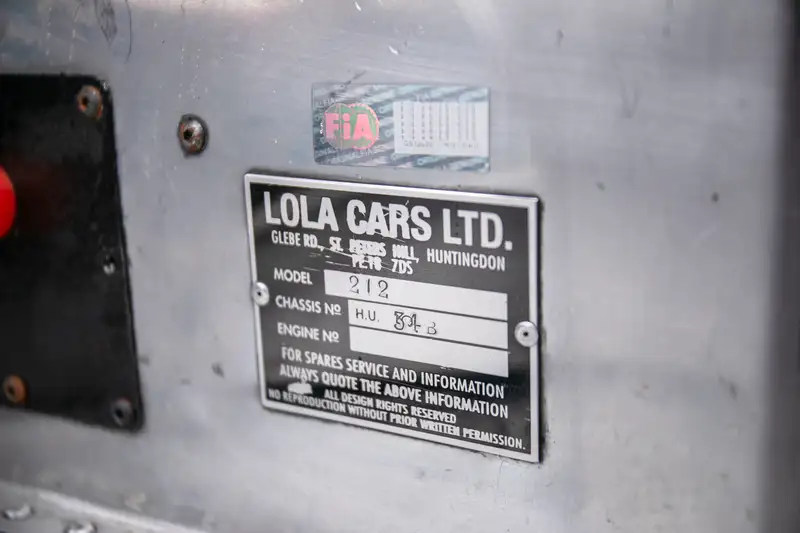 FiA
LOLA CARS LTD.
GLEBE RD., ST. PETERS HILL, HUNTINGDON
PE18 7DS
MODEL 212
CHASSIS Nº H.U. 34B
ENGINE Nº
FOR SPARES SERVICE AND INFORMATION
ALWAYS QUOTE THE ABOVE INFORMATION
ALL DESIGN RIGHTS RESERVED
NO REPRODUCTION WITHOUT PRIOR WRITTEN PERMISSION.